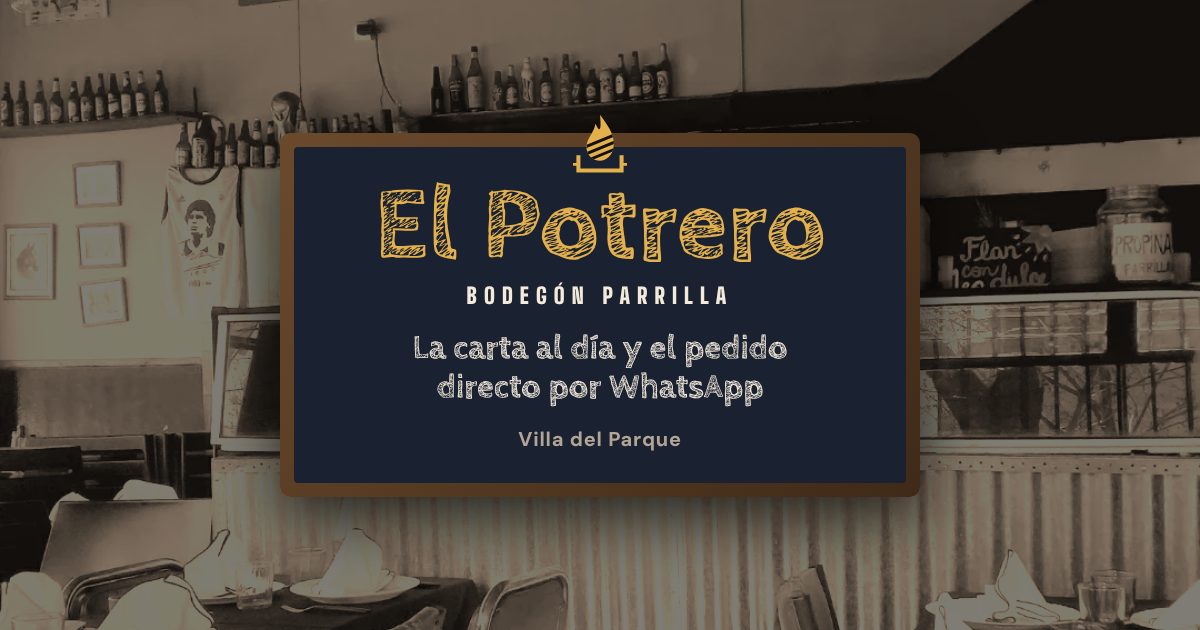 El Potrero
BODEGÓN PARRILLA
La carta al día y el pedido
directo por WhatsApp
Villa del Parque
Flan
con
dulce
PROPINA
PARRILLA